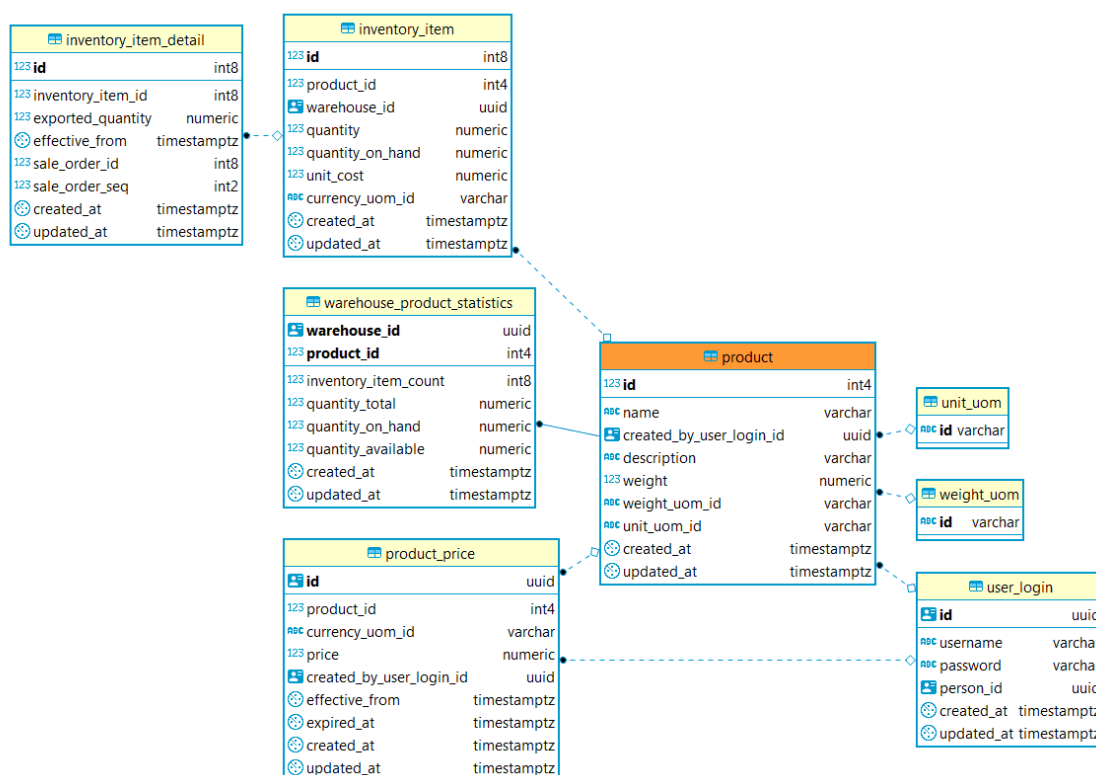 inventory_item_detail
123 id int8
123 inventory_item_id int8
123 exported_quantity numeric
effective_from timestamptz
123 sale_order_id int8
123 sale_order_seq int2
created_at timestamptz
updated_at timestamptz
inventory_item
123 id int8
123 product_id int4
warehouse_id uuid
123 quantity numeric
123 quantity_on_hand numeric
123 unit_cost numeric
ABC currency_uom_id varchar
created_at timestamptz
updated_at timestamptz
warehouse_product_statistics
warehouse_id uuid
123 product_id int4
123 inventory_item_count int8
123 quantity_total numeric
123 quantity_on_hand numeric
123 quantity_available numeric
created_at timestamptz
updated_at timestamptz
product
123 id int4
ABC name varchar
created_by_user_login_id uuid
ABC description varchar
123 weight numeric
ABC weight_uom_id varchar
ABC unit_uom_id varchar
created_at timestamptz
updated_at timestamptz
unit_uom
ABC id varchar
weight_uom
ABC id varchar
product_price
id uuid
123 product_id int4
ABC currency_uom_id varchar
123 price numeric
created_by_user_login_id uuid
effective_from timestamptz
expired_at timestamptz
created_at timestamptz
updated_at timestamptz
user_login
id uuid
ABC username varcha
ABC password varcha
person_id uuid
created_at timestamptz
updated_at timestamptz